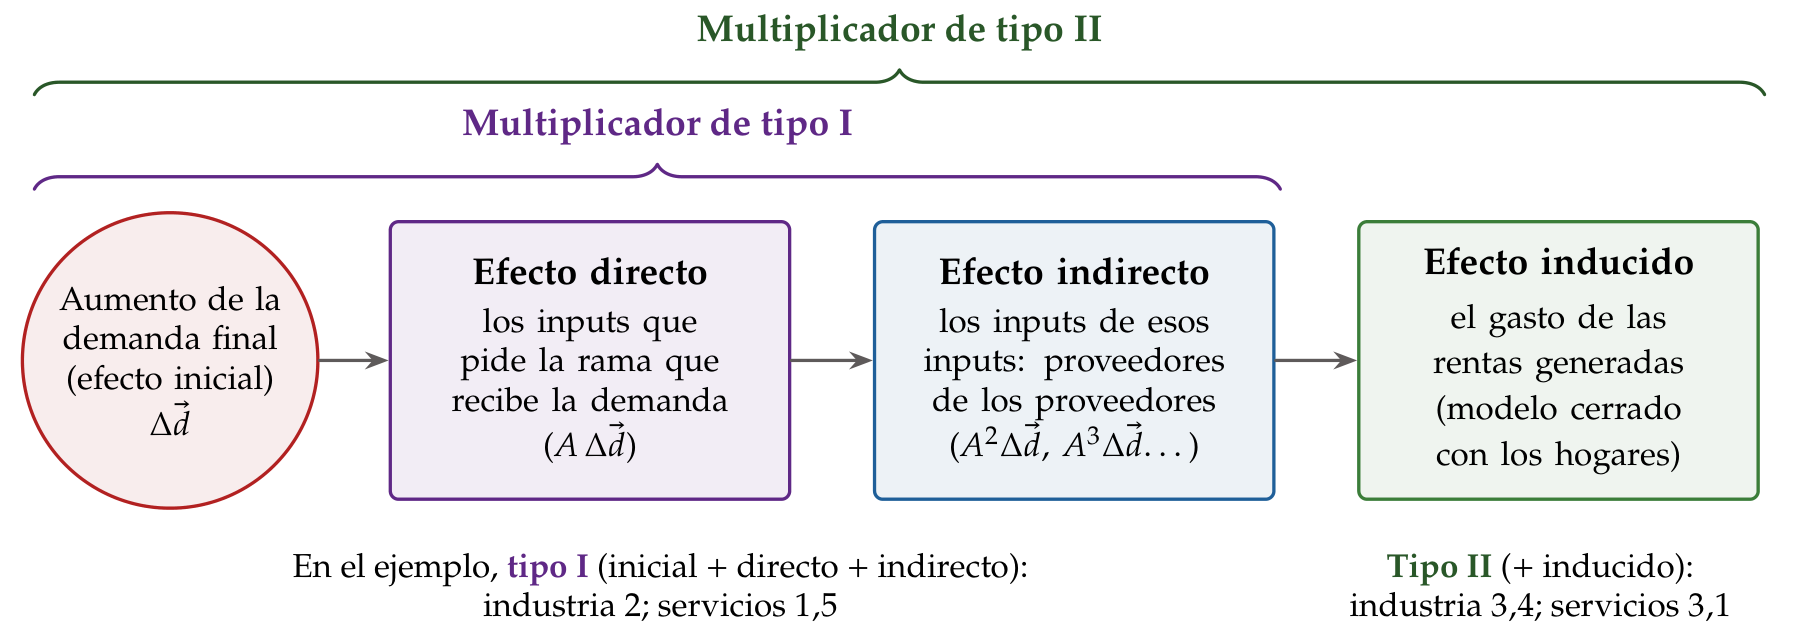 Multiplicador de tipo II
Multiplicador de tipo I
Aumento de la
demanda final
(efecto inicial)
Δd⃗
Efecto directo
los inputs que
pide la rama que
recibe la demanda
(A Δd⃗)
Efecto indirecto
los inputs de esos
inputs: proveedores
de los proveedores
(A²Δd⃗, A³Δd⃗...)
Efecto inducido
el gasto de las
rentas generadas
(modelo cerrado
con los hogares)
En el ejemplo, tipo I (inicial + directo + indirecto):
industria 2; servicios 1,5
Tipo II (+ inducido):
industria 3,4; servicios 3,1